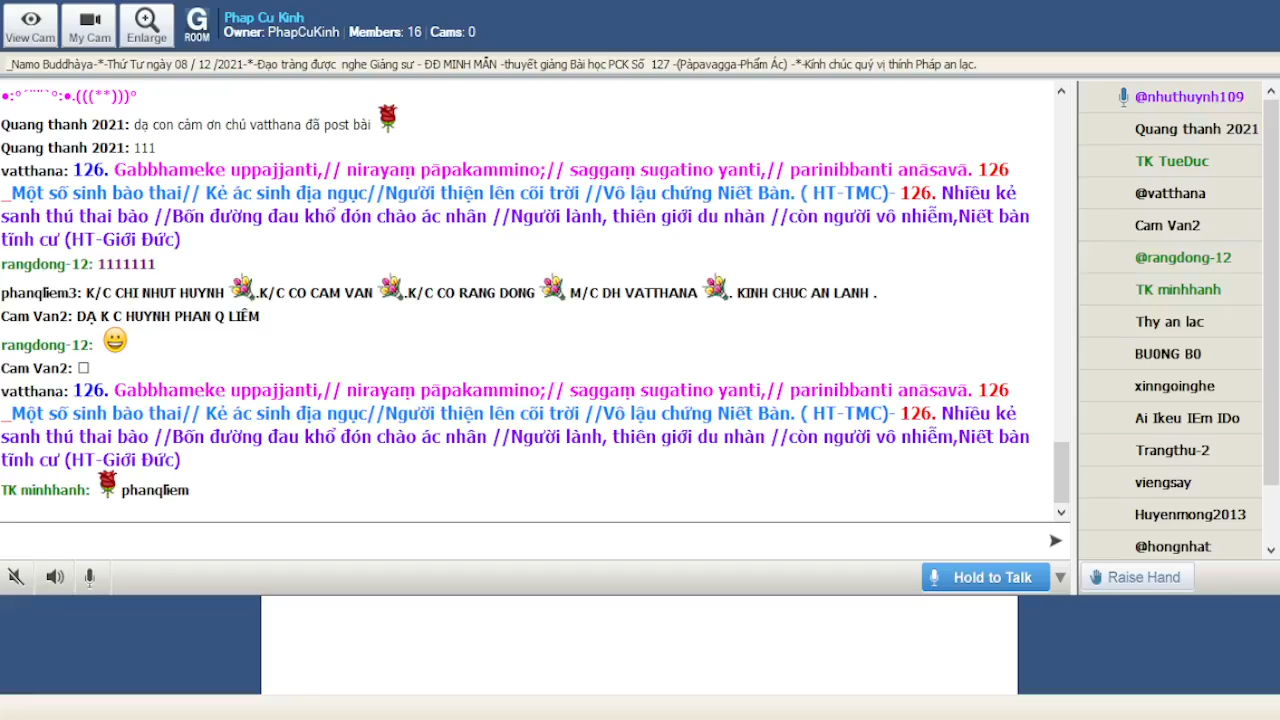 View Cam
My Cam
Enlarge
G
ROOM
Phap Cu Kinh
Owner: PhapCuKinh | Members: 16 | Cams: 0
_Namo Buddhàya-*-Thứ Tư ngày 08 / 12 /2021-*-Đạo tràng được nghe Giảng sư - ĐĐ MINH MẪN -thuyết giảng Bài học PCK Số 127 -(Pàpavagga-Phẩm Ác) -*-Kính chúc quý vị thính Pháp an lạc.
●:º´¨¨`º:●.(((**)))º
Quang thanh 2021: dạ con cảm ơn chú vatthana đã post bài
Quang thanh 2021: 111
vatthana: 126. Gabbhameke uppajjanti,// nirayaṃ pāpakammino;// saggaṃ sugatino yanti,// parinibbanti anāsavā. 126
_Một số sinh bào thai// Kẻ ác sinh địa ngục//Người thiện lên cõi trời //Vô lậu chứng Niết Bàn. ( HT-TMC)- 126. Nhiều kẻ
sanh thú thai bào //Bốn đường đau khổ đón chào ác nhân //Người lành, thiên giới du nhàn //còn người vô nhiễm,Niết bàn
tĩnh cư (HT-Giới Đức)
rangdong-12: 1111111
phanqliem3: K/C CHI NHUT HUYNH .K/C CO CAM VAN .K/C CO RANG DONG M/C DH VATTHANA . KINH CHUC AN LANH .
Cam Van2: DẠ K C HUYNH PHAN Q LIÊM
rangdong-12:
Cam Van2: □
vatthana: 126. Gabbhameke uppajjanti,// nirayaṃ pāpakammino;// saggaṃ sugatino yanti,// parinibbanti anāsavā. 126
_Một số sinh bào thai// Kẻ ác sinh địa ngục//Người thiện lên cõi trời //Vô lậu chứng Niết Bàn. ( HT-TMC)- 126. Nhiều kẻ
sanh thú thai bào //Bốn đường đau khổ đón chào ác nhân //Người lành, thiên giới du nhàn //còn người vô nhiễm,Niết bàn
tĩnh cư (HT-Giới Đức)
TK minhhanh: phanqliem
@nhuthuynh109
Quang thanh 2021
TK TueDuc
@vatthana
Cam Van2
@rangdong-12
TK minhhanh
Thy an lac
BU0NG B0
xinngoinghe
Ai Ikeu IEm IDo
Trangthu-2
viengsay
Huyenmong2013
@hongnhat
Hold to Talk
Raise Hand